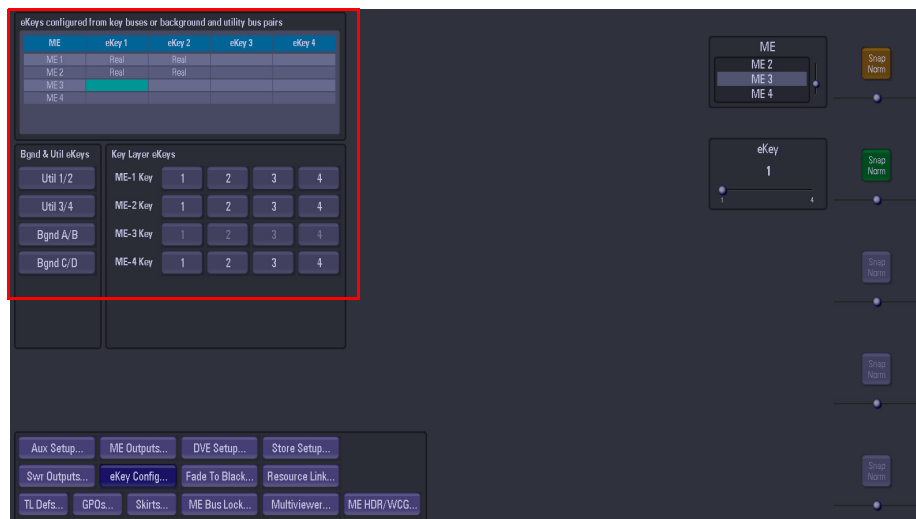 eKeys configured from key buses or background and utility bus pairs
ME eKey 1 eKey 2 eKey 3 eKey 4
ME 1 Real Real
ME 2 Real Real
ME 3
ME 4
Bgnd & Util eKeys
Util 1/2
Util 3/4
Bgnd A/B
Bgnd C/D
Key Layer eKeys
ME-1 Key 1 2 3 4
ME-2 Key 1 2 3 4
ME-3 Key 1 2 3 4
ME-4 Key 1 2 3 4
ME
ME 2
ME 3
ME 4
Snap
Norm
eKey
1
1 4
Snap
Norm
Snap
Norm
Snap
Norm
Snap
Norm
Aux Setup... ME Outputs... DVE Setup... Store Setup...
Swr Outputs... eKey Config... Fade To Black... Resource Link...
TL Defs... GPOs... Skirts... ME Bus Lock... Multiviewer... ME HDR/WCG...